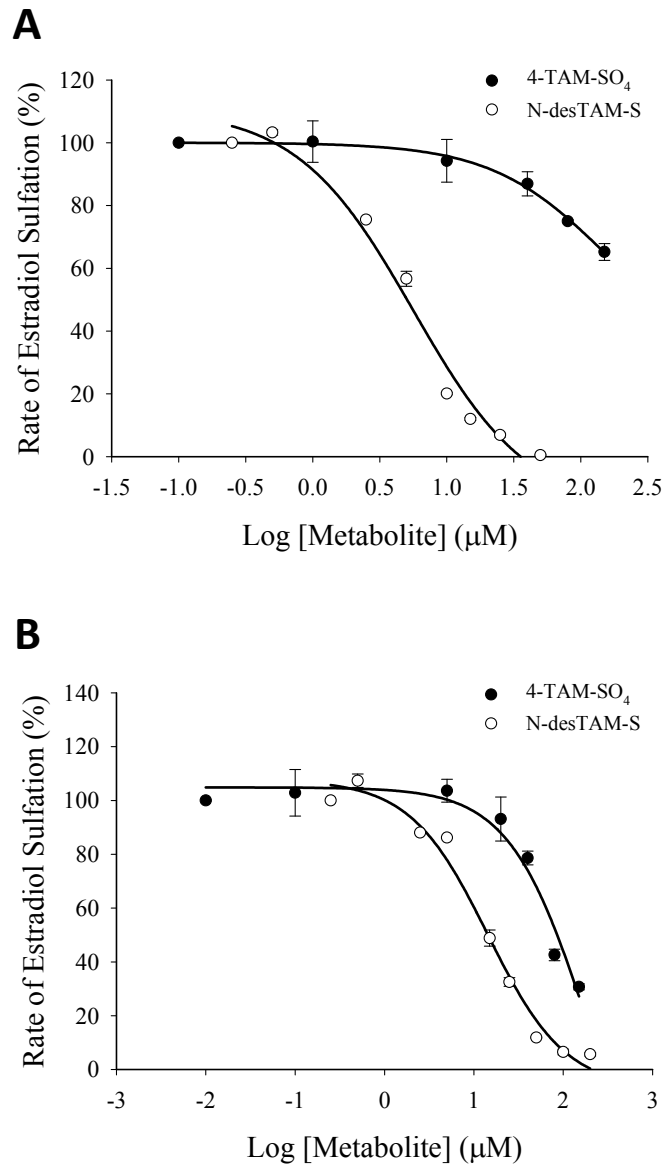 A
120
100
80
60
40
20
0
Rate of Estradiol Sulfation (%)
4-TAM-SO₄
N-desTAM-S
-1.5 -1.0 -0.5 0.0 0.5 1.0 1.5 2.0 2.5
Log [Metabolite] (μM)
B
140
120
100
80
60
40
20
0
Rate of Estradiol Sulfation (%)
4-TAM-SO₄
N-desTAM-S
-3 -2 -1 0 1 2 3
Log [Metabolite] (μM)